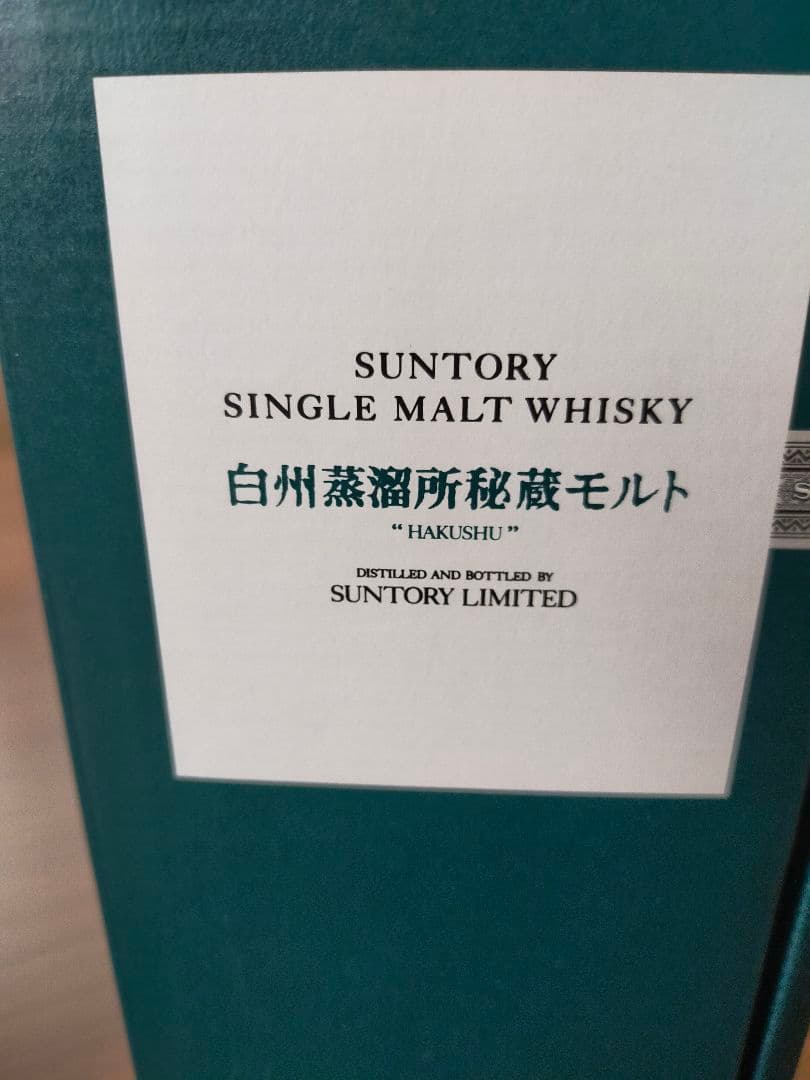 SUNTORY
SINGLE MALT WHISKY
白州蒸溜所秘蔵モルト
“HAKUSHU”
DISTILLED AND BOTTLED BY
SUNTORY LIMITED